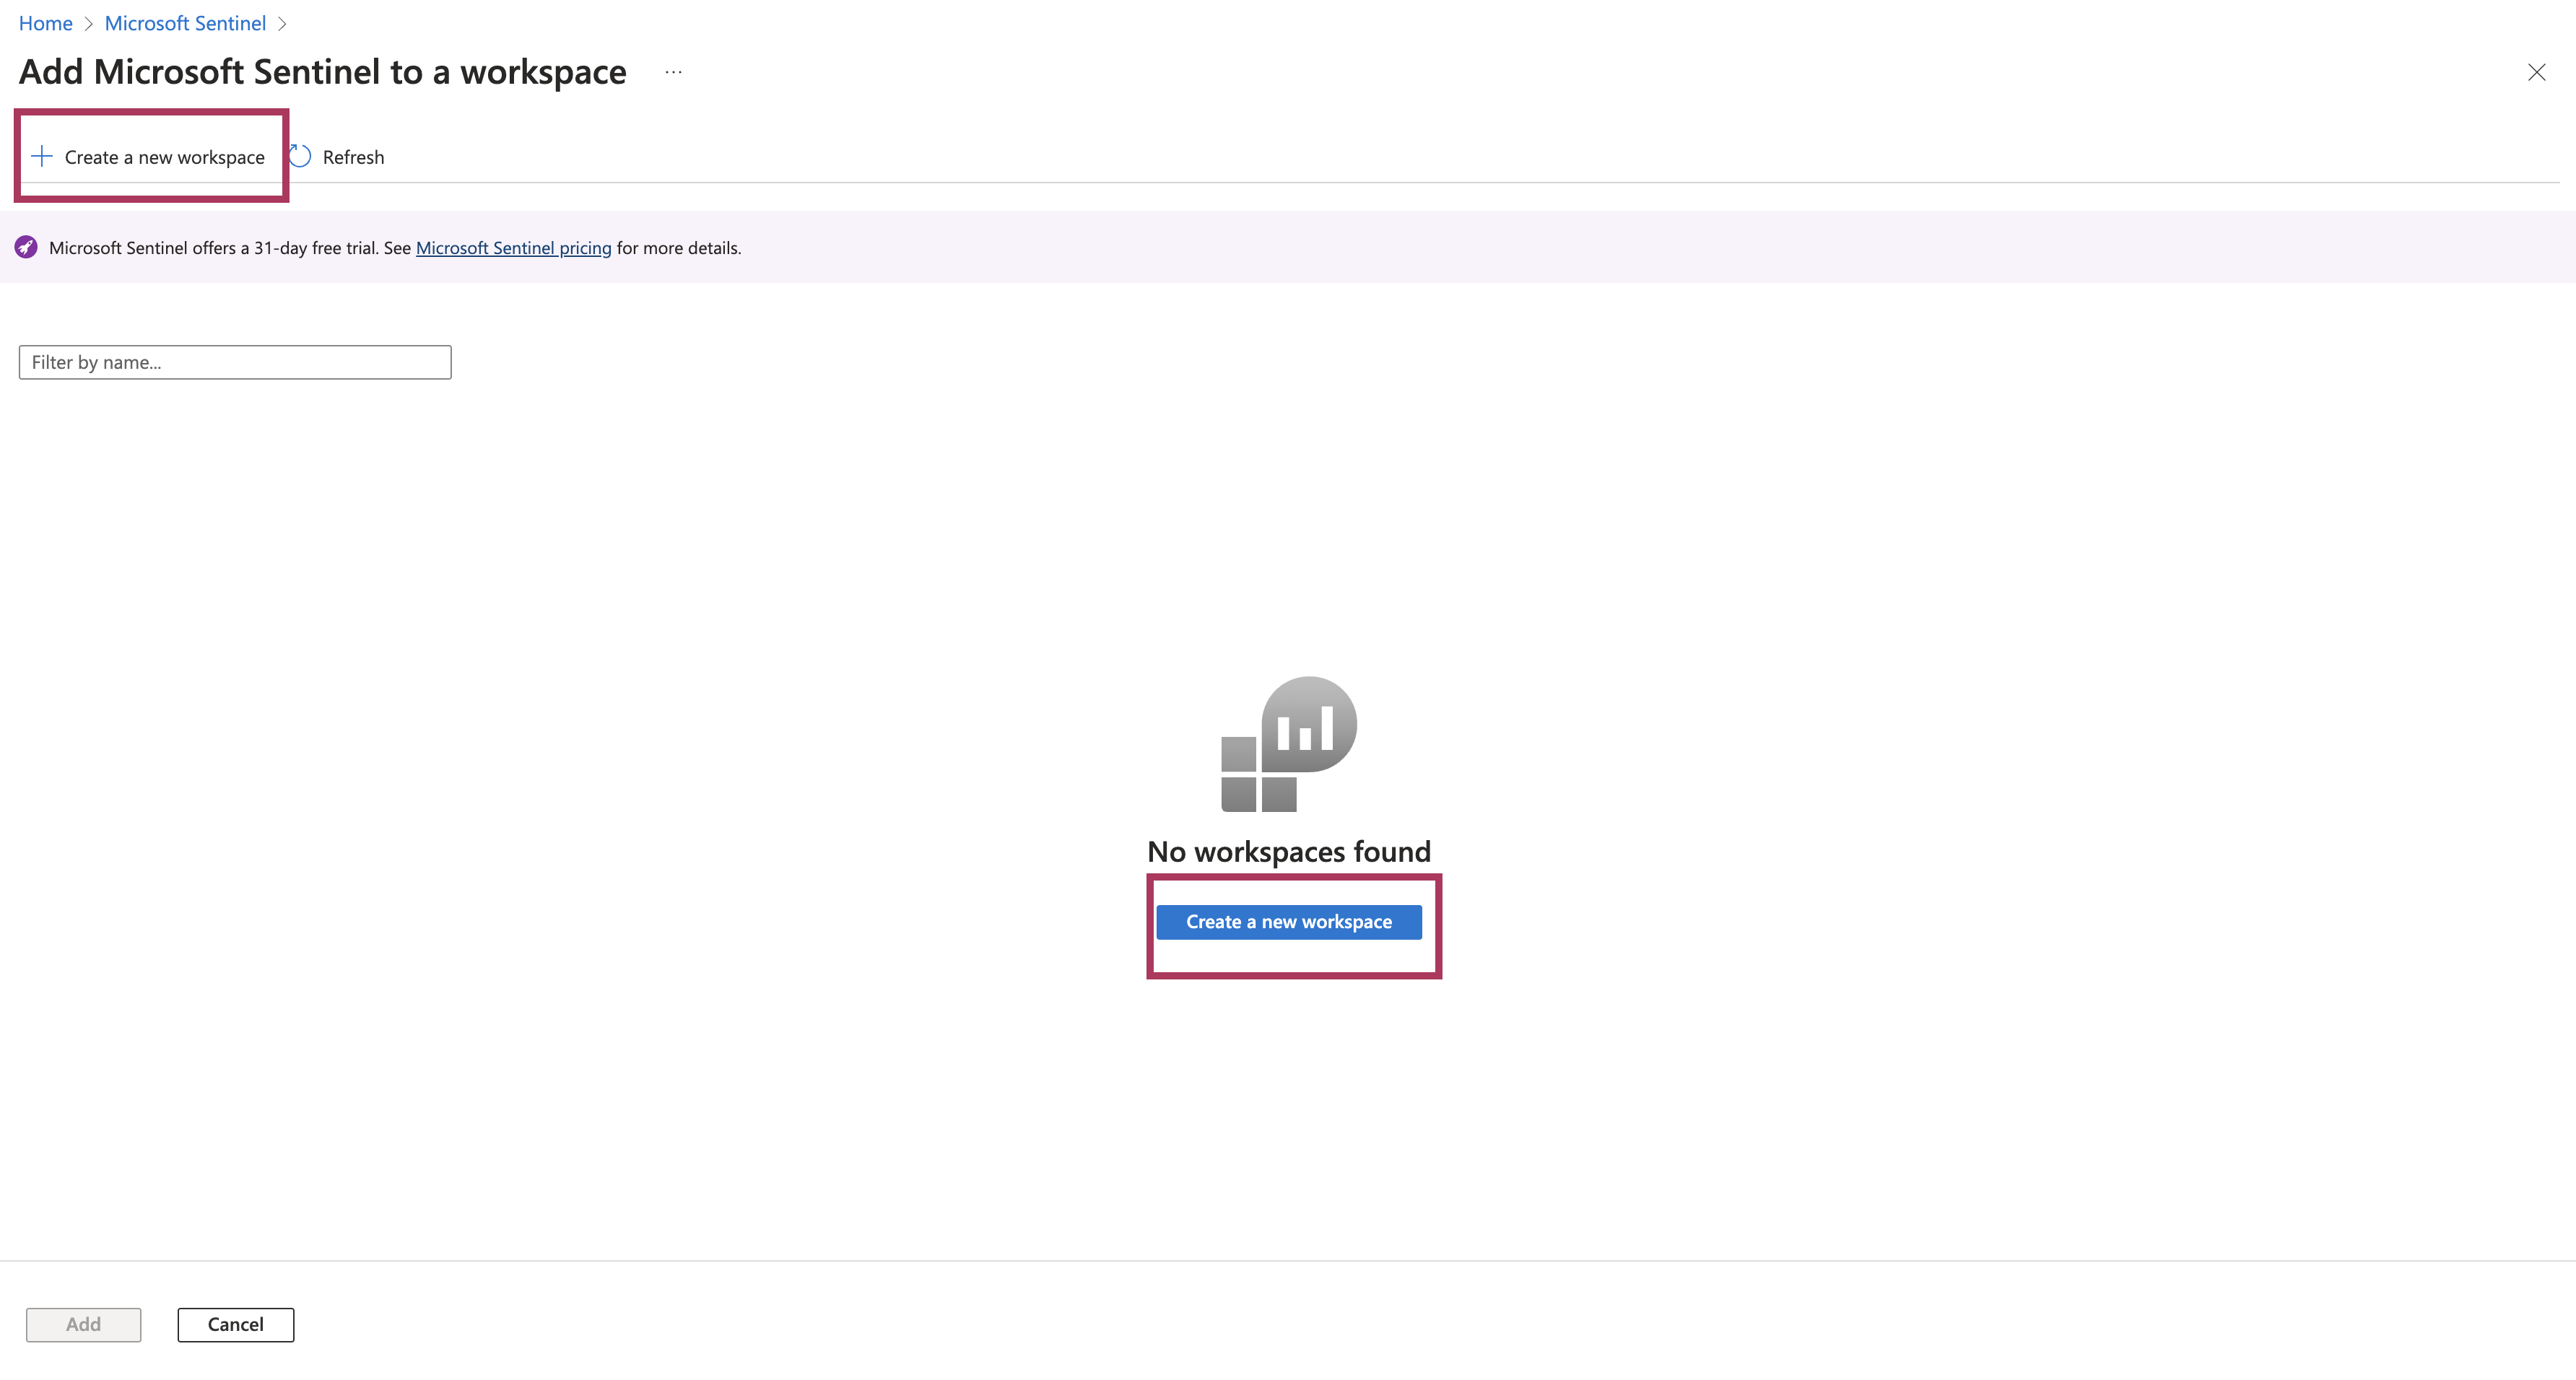 Home > Microsoft Sentinel >
Add Microsoft Sentinel to a workspace ...
Create a new workspace Refresh
Microsoft Sentinel offers a 31-day free trial. See Microsoft Sentinel pricing for more details.
Filter by name...
No workspaces found
Create a new workspace
Add Cancel